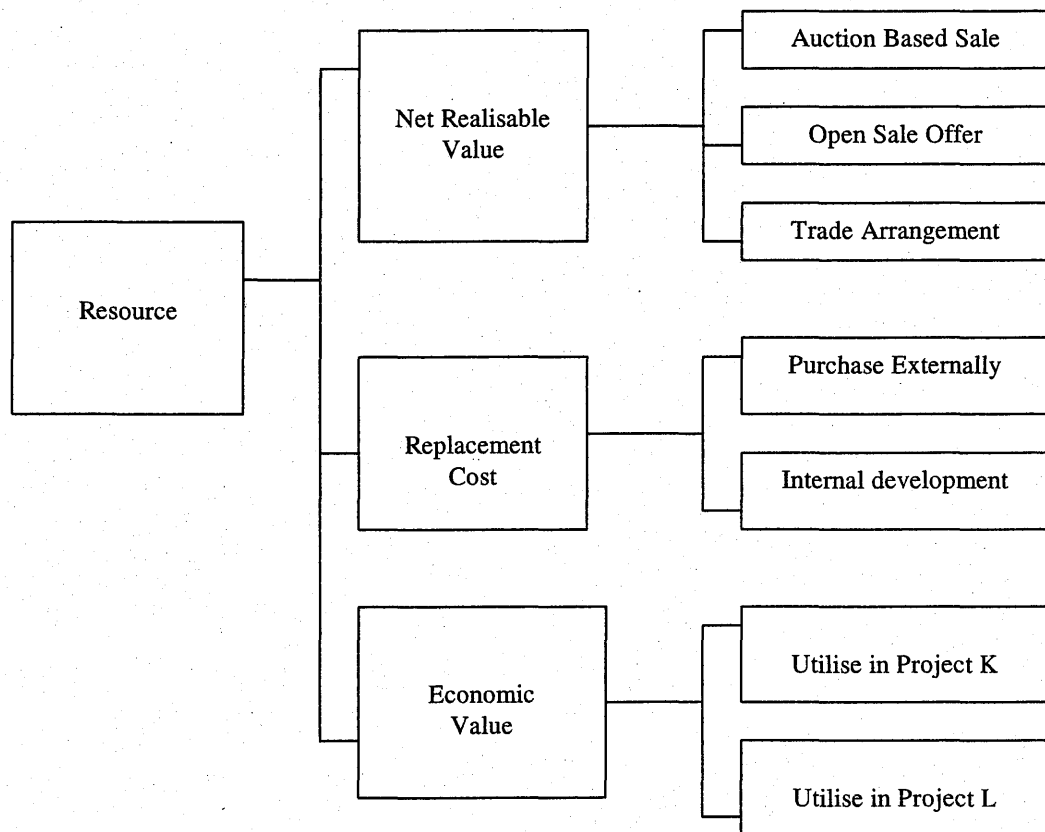 Resource
Net Realisable
Value
Auction Based Sale
Open Sale Offer
Trade Arrangement
Replacement
Cost
Purchase Externally
Internal development
Economic
Value
Utilise in Project K
Utilise in Project L